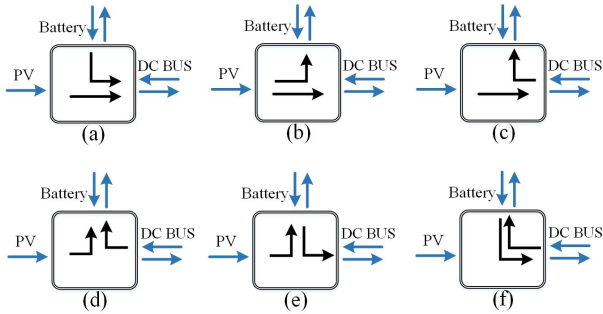 Battery
PV
DC BUS
(a)
Battery
PV
DC BUS
(b)
Battery
PV
DC BUS
(c)
Battery
PV
DC BUS
(d)
Battery
PV
DC BUS
(e)
Battery
PV
DC BUS
(f)